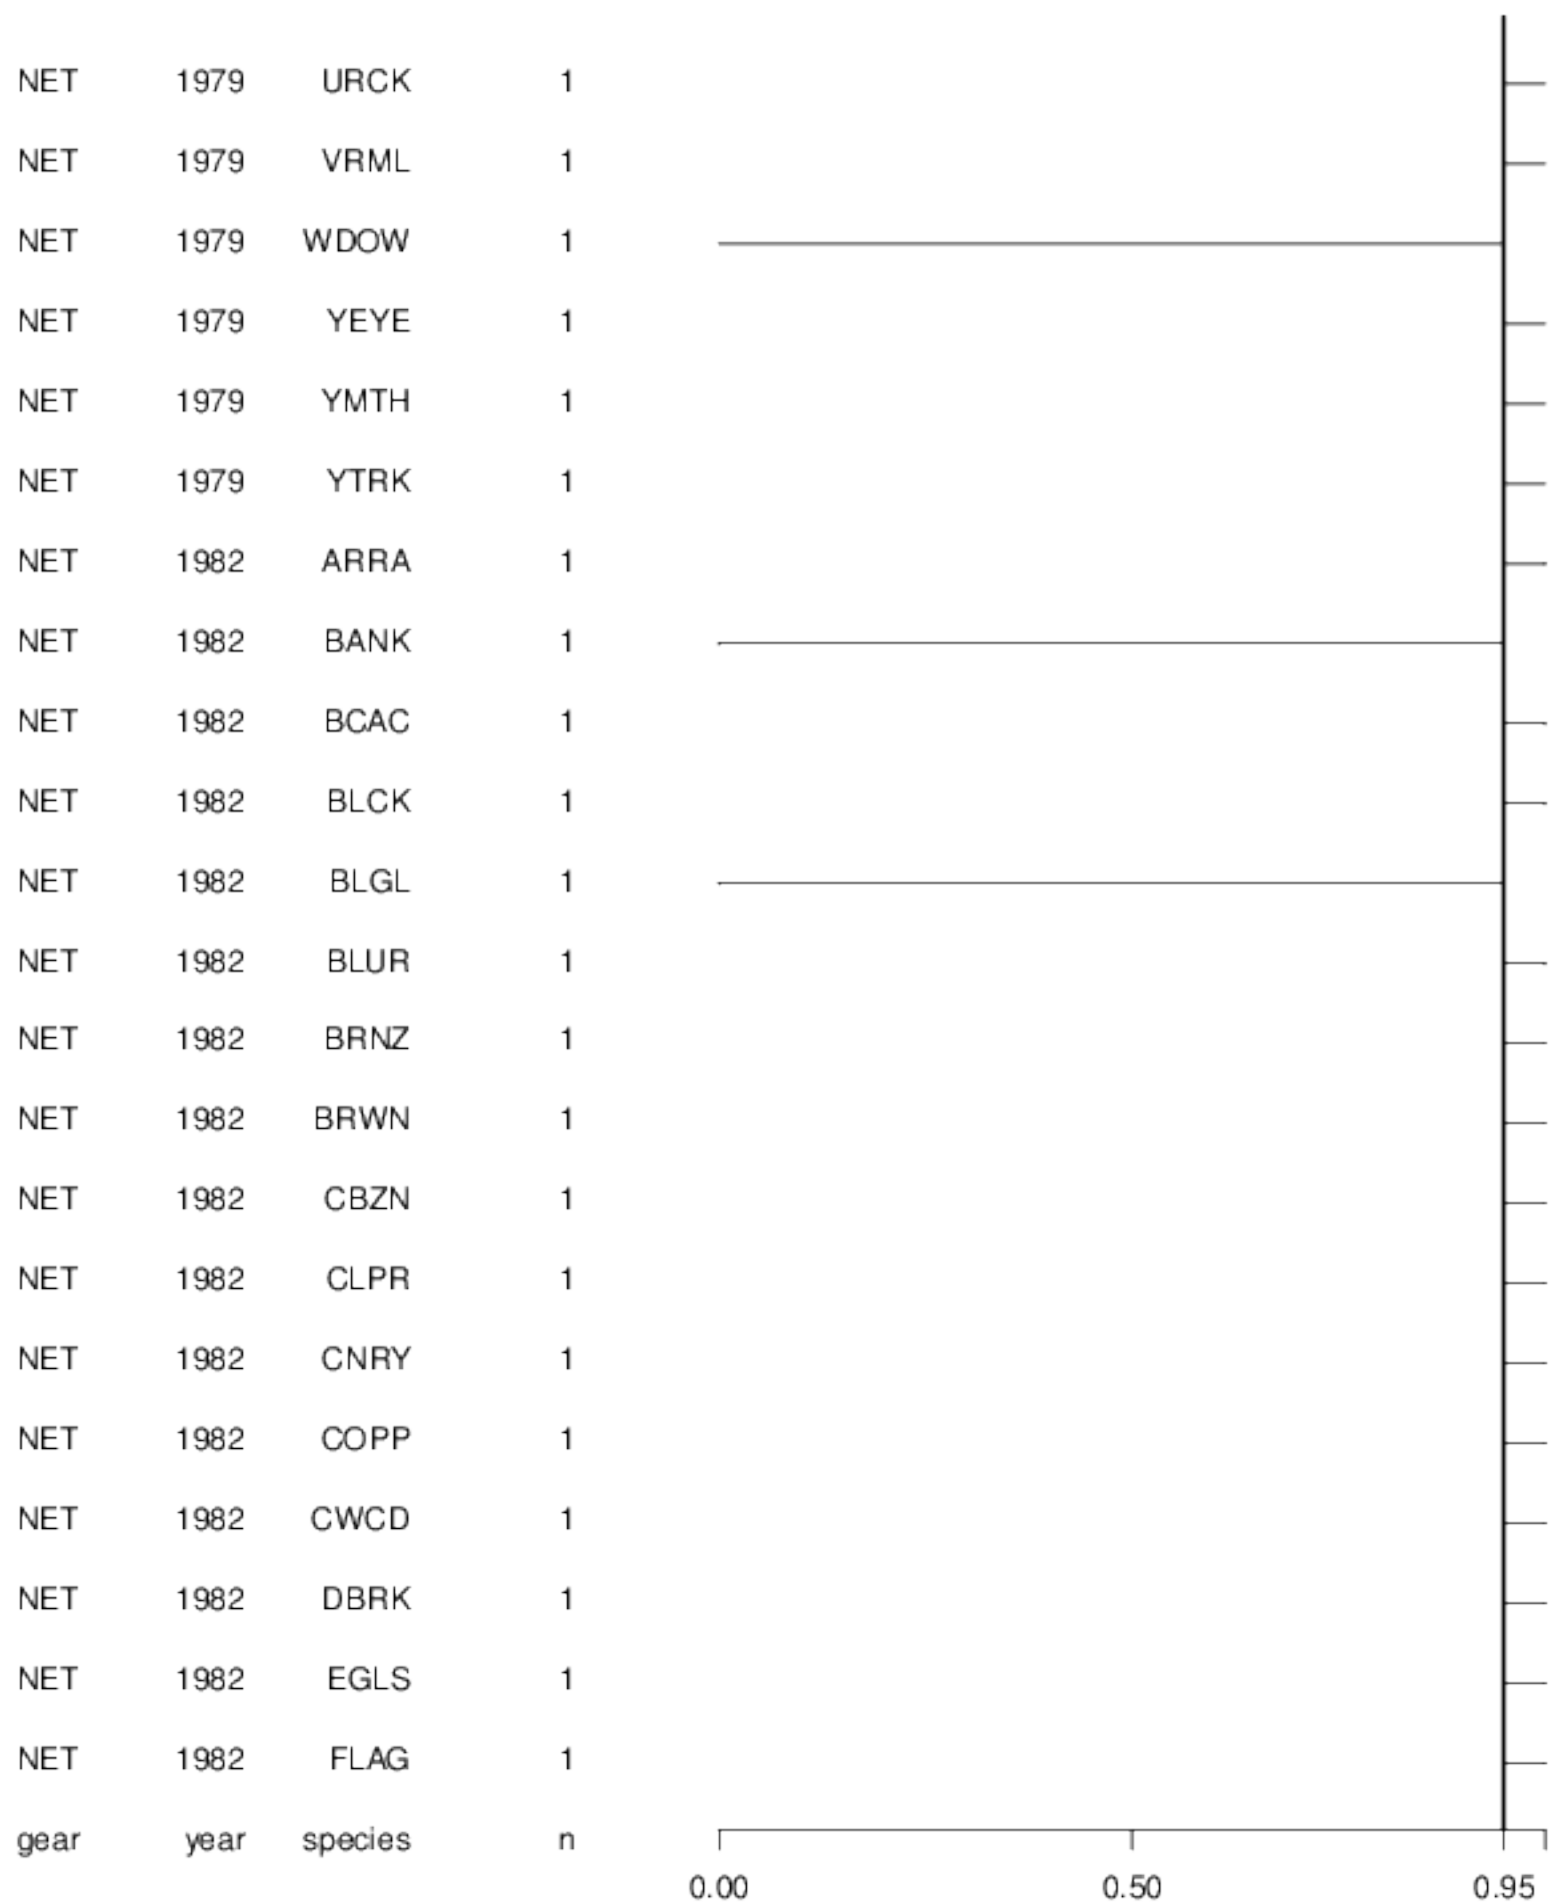 NET 1979 URCK 1
NET 1979 VRML 1
NET 1979 WDOW 1
NET 1979 YEYE 1
NET 1979 YMTH 1
NET 1979 YTRK 1
NET 1982 ARRA 1
NET 1982 BANK 1
NET 1982 BCAC 1
NET 1982 BLCK 1
NET 1982 BLGL 1
NET 1982 BLUR 1
NET 1982 BRNZ 1
NET 1982 BRWN 1
NET 1982 CBZN 1
NET 1982 CLPR 1
NET 1982 CNRY 1
NET 1982 COPP 1
NET 1982 CWCD 1
NET 1982 DBRK 1
NET 1982 EGLS 1
NET 1982 FLAG 1
gear year species n
0.00 0.50 0.95